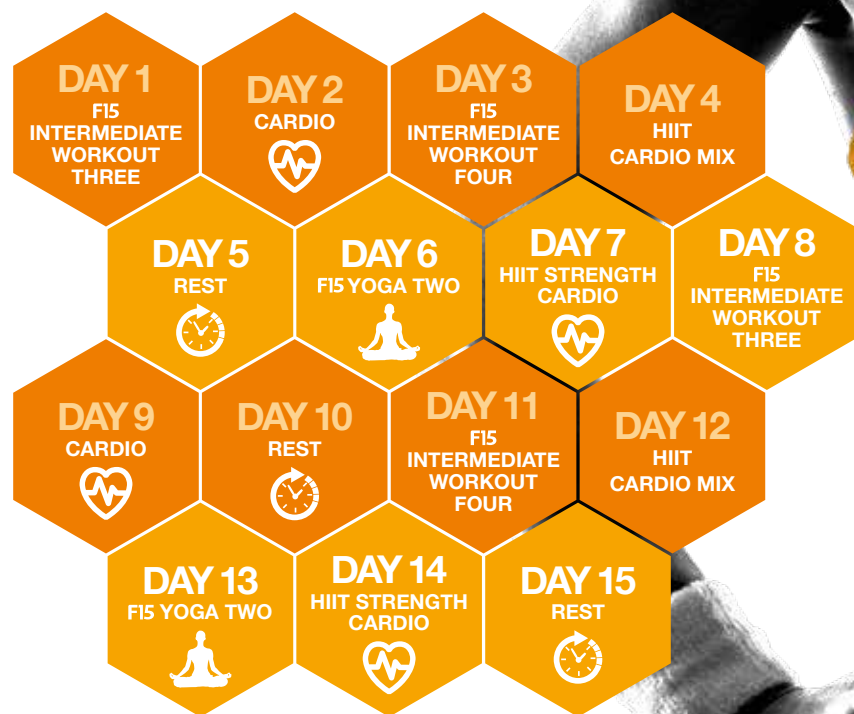 DAY 1
F15
INTERMEDIATE
WORKOUT
THREE
DAY 2
CARDIO
DAY 3
F15
INTERMEDIATE
WORKOUT
FOUR
DAY 4
HIIT
CARDIO MIX
DAY 5
REST
DAY 6
F15 YOGA TWO
DAY 7
HIIT STRENGTH
CARDIO
DAY 8
F15
INTERMEDIATE
WORKOUT
THREE
DAY 9
CARDIO
DAY 10
REST
DAY 11
F15
INTERMEDIATE
WORKOUT
FOUR
DAY 12
HIIT
CARDIO MIX
DAY 13
F15 YOGA TWO
DAY 14
HIIT STRENGTH
CARDIO
DAY 15
REST